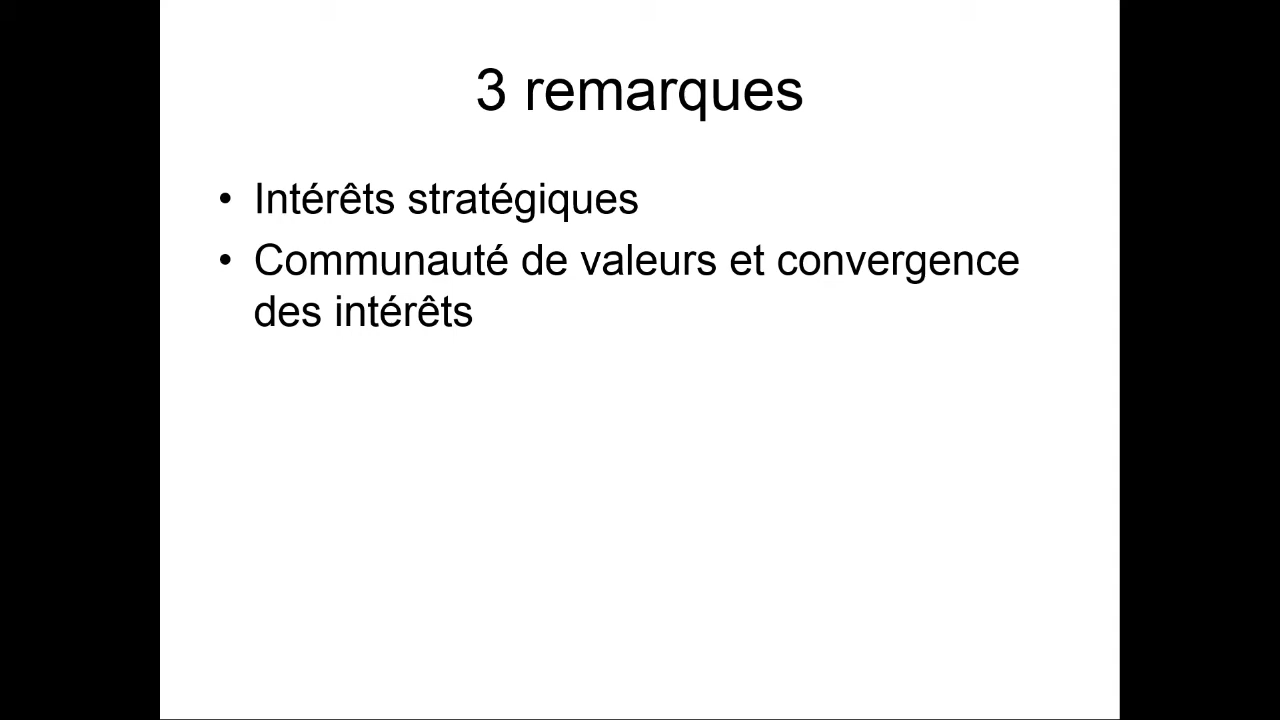 3 remarques
• Intérêts stratégiques
• Communauté de valeurs et convergence
des intérêts